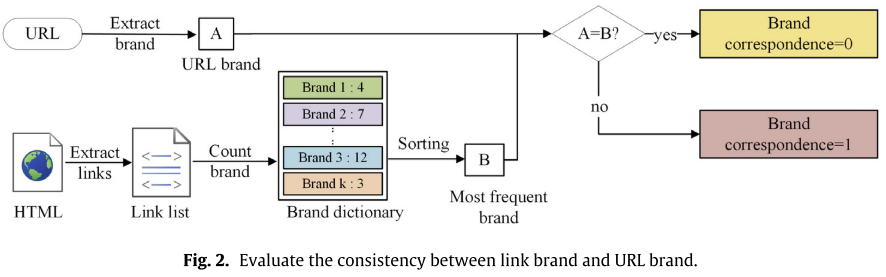 URL
Extract
brand
A
URL brand
A=B?
yes
Brand
correspondence=0
no
Brand
correspondence=1
HTML
Extract
links
<—>
<—>
Link list
Count
brand
Brand 1 : 4
Brand 2 : 7
Brand 3 : 12
Brand k : 3
Brand dictionary
Sorting
B
Most frequent
brand
Fig. 2. Evaluate the consistency between link brand and URL brand.